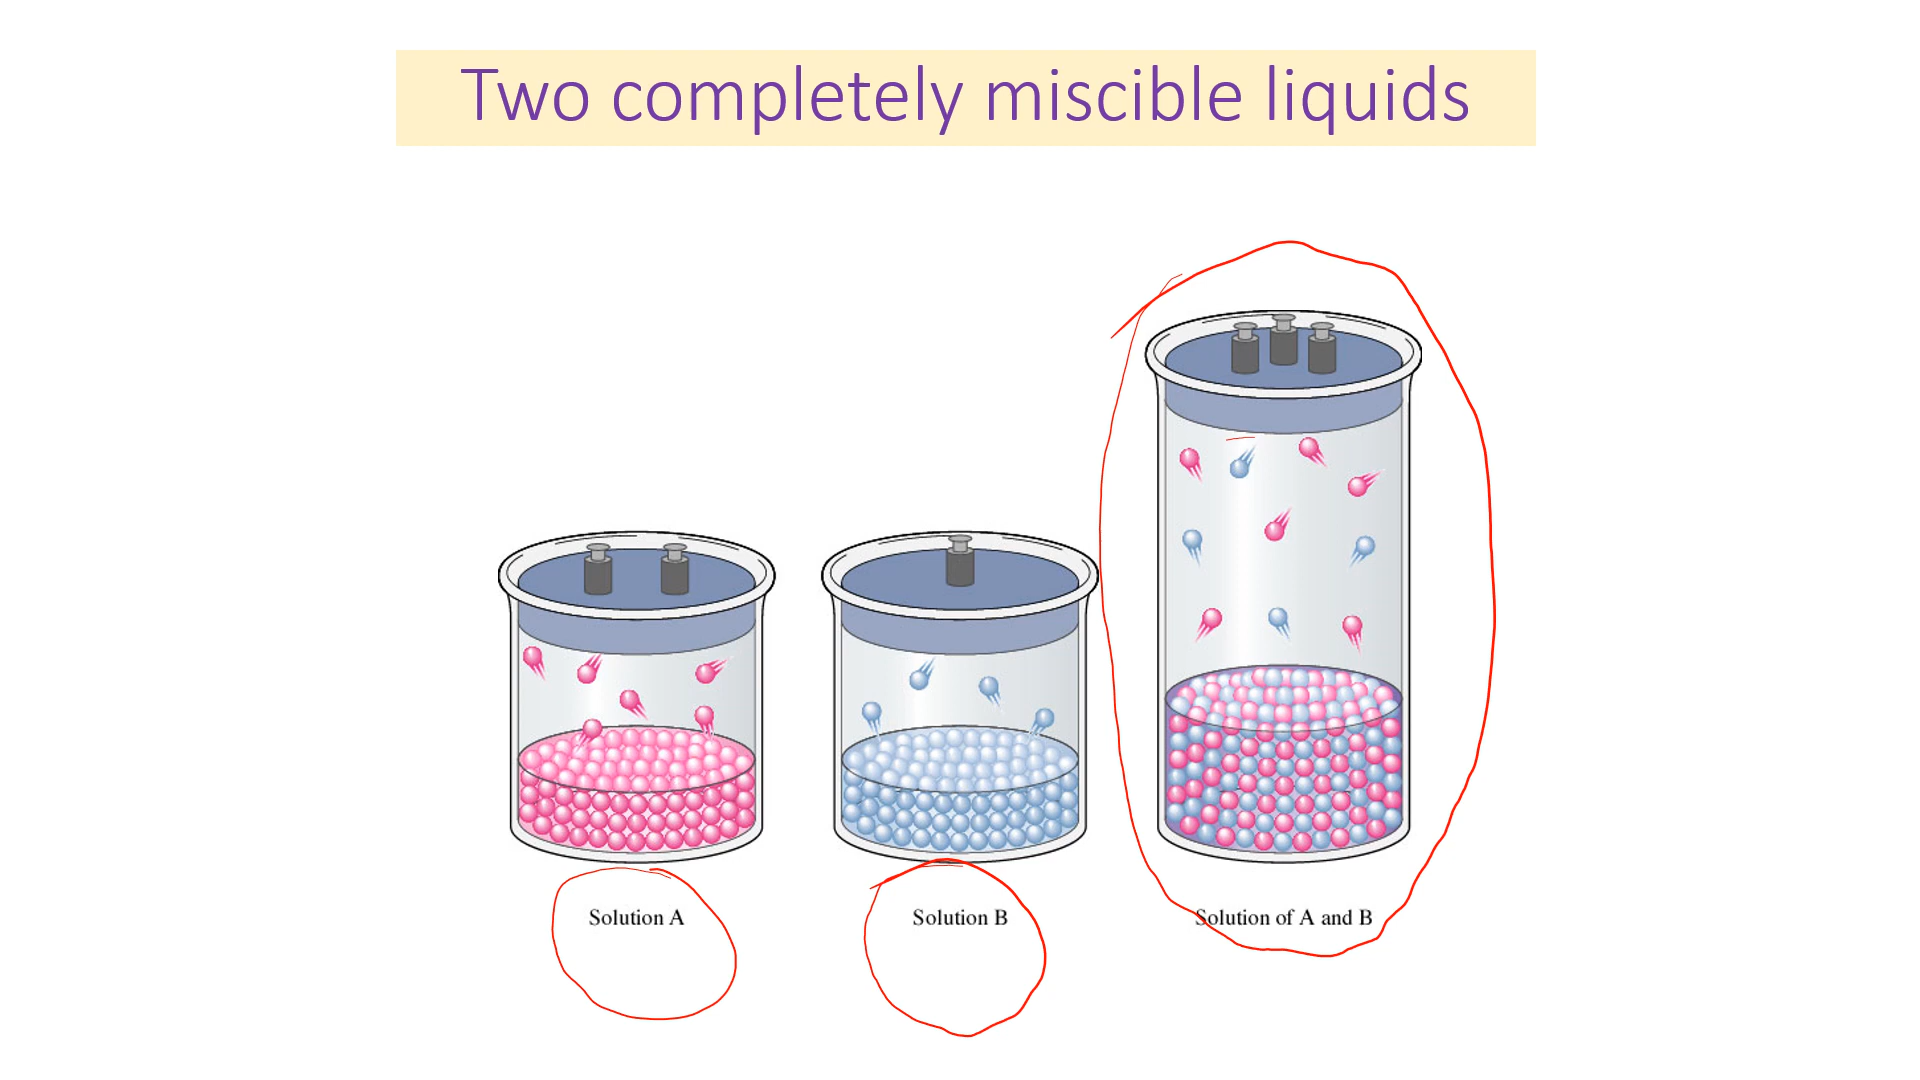 Two completely miscible liquids
Solution A
Solution B
Solution of A and B